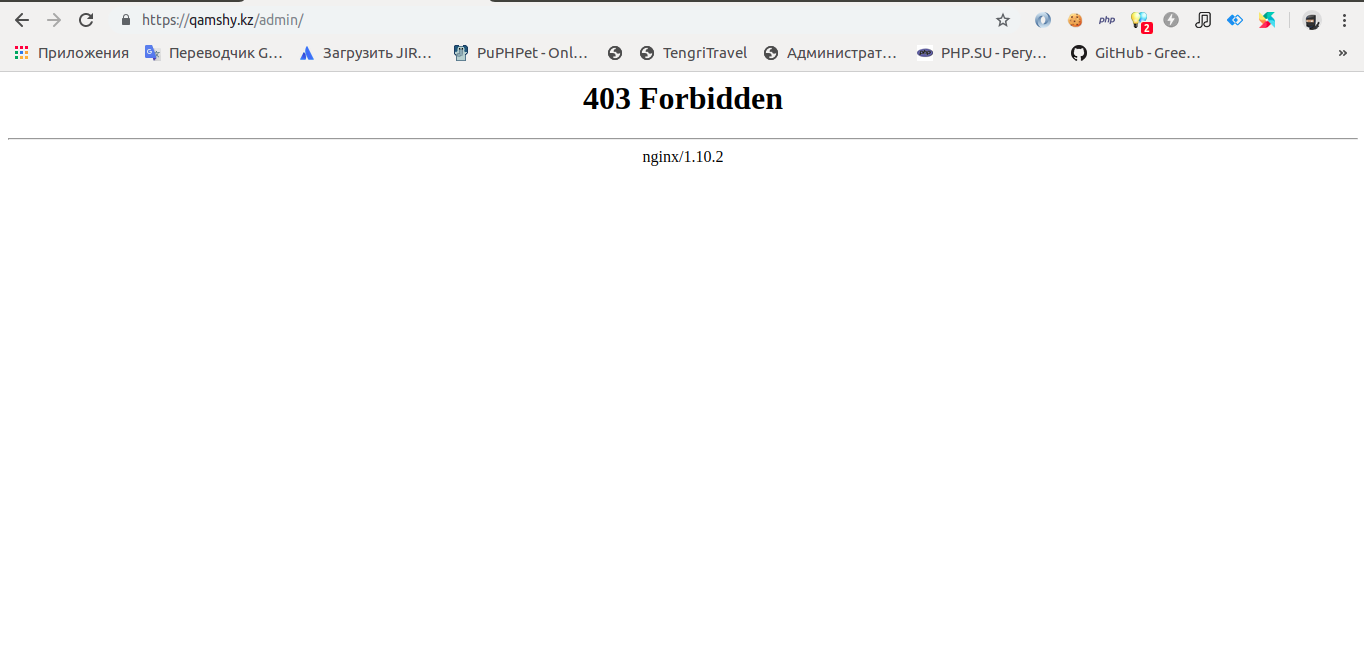 https://qamshy.kz/admin/
php
2
Приложения
Переводчик G...
Загрузить JIR...
PuPHPet - Onl...
TengriTravel
Администрат...
PHP.SU - Регу...
GitHub - Gree...
»
403 Forbidden
nginx/1.10.2